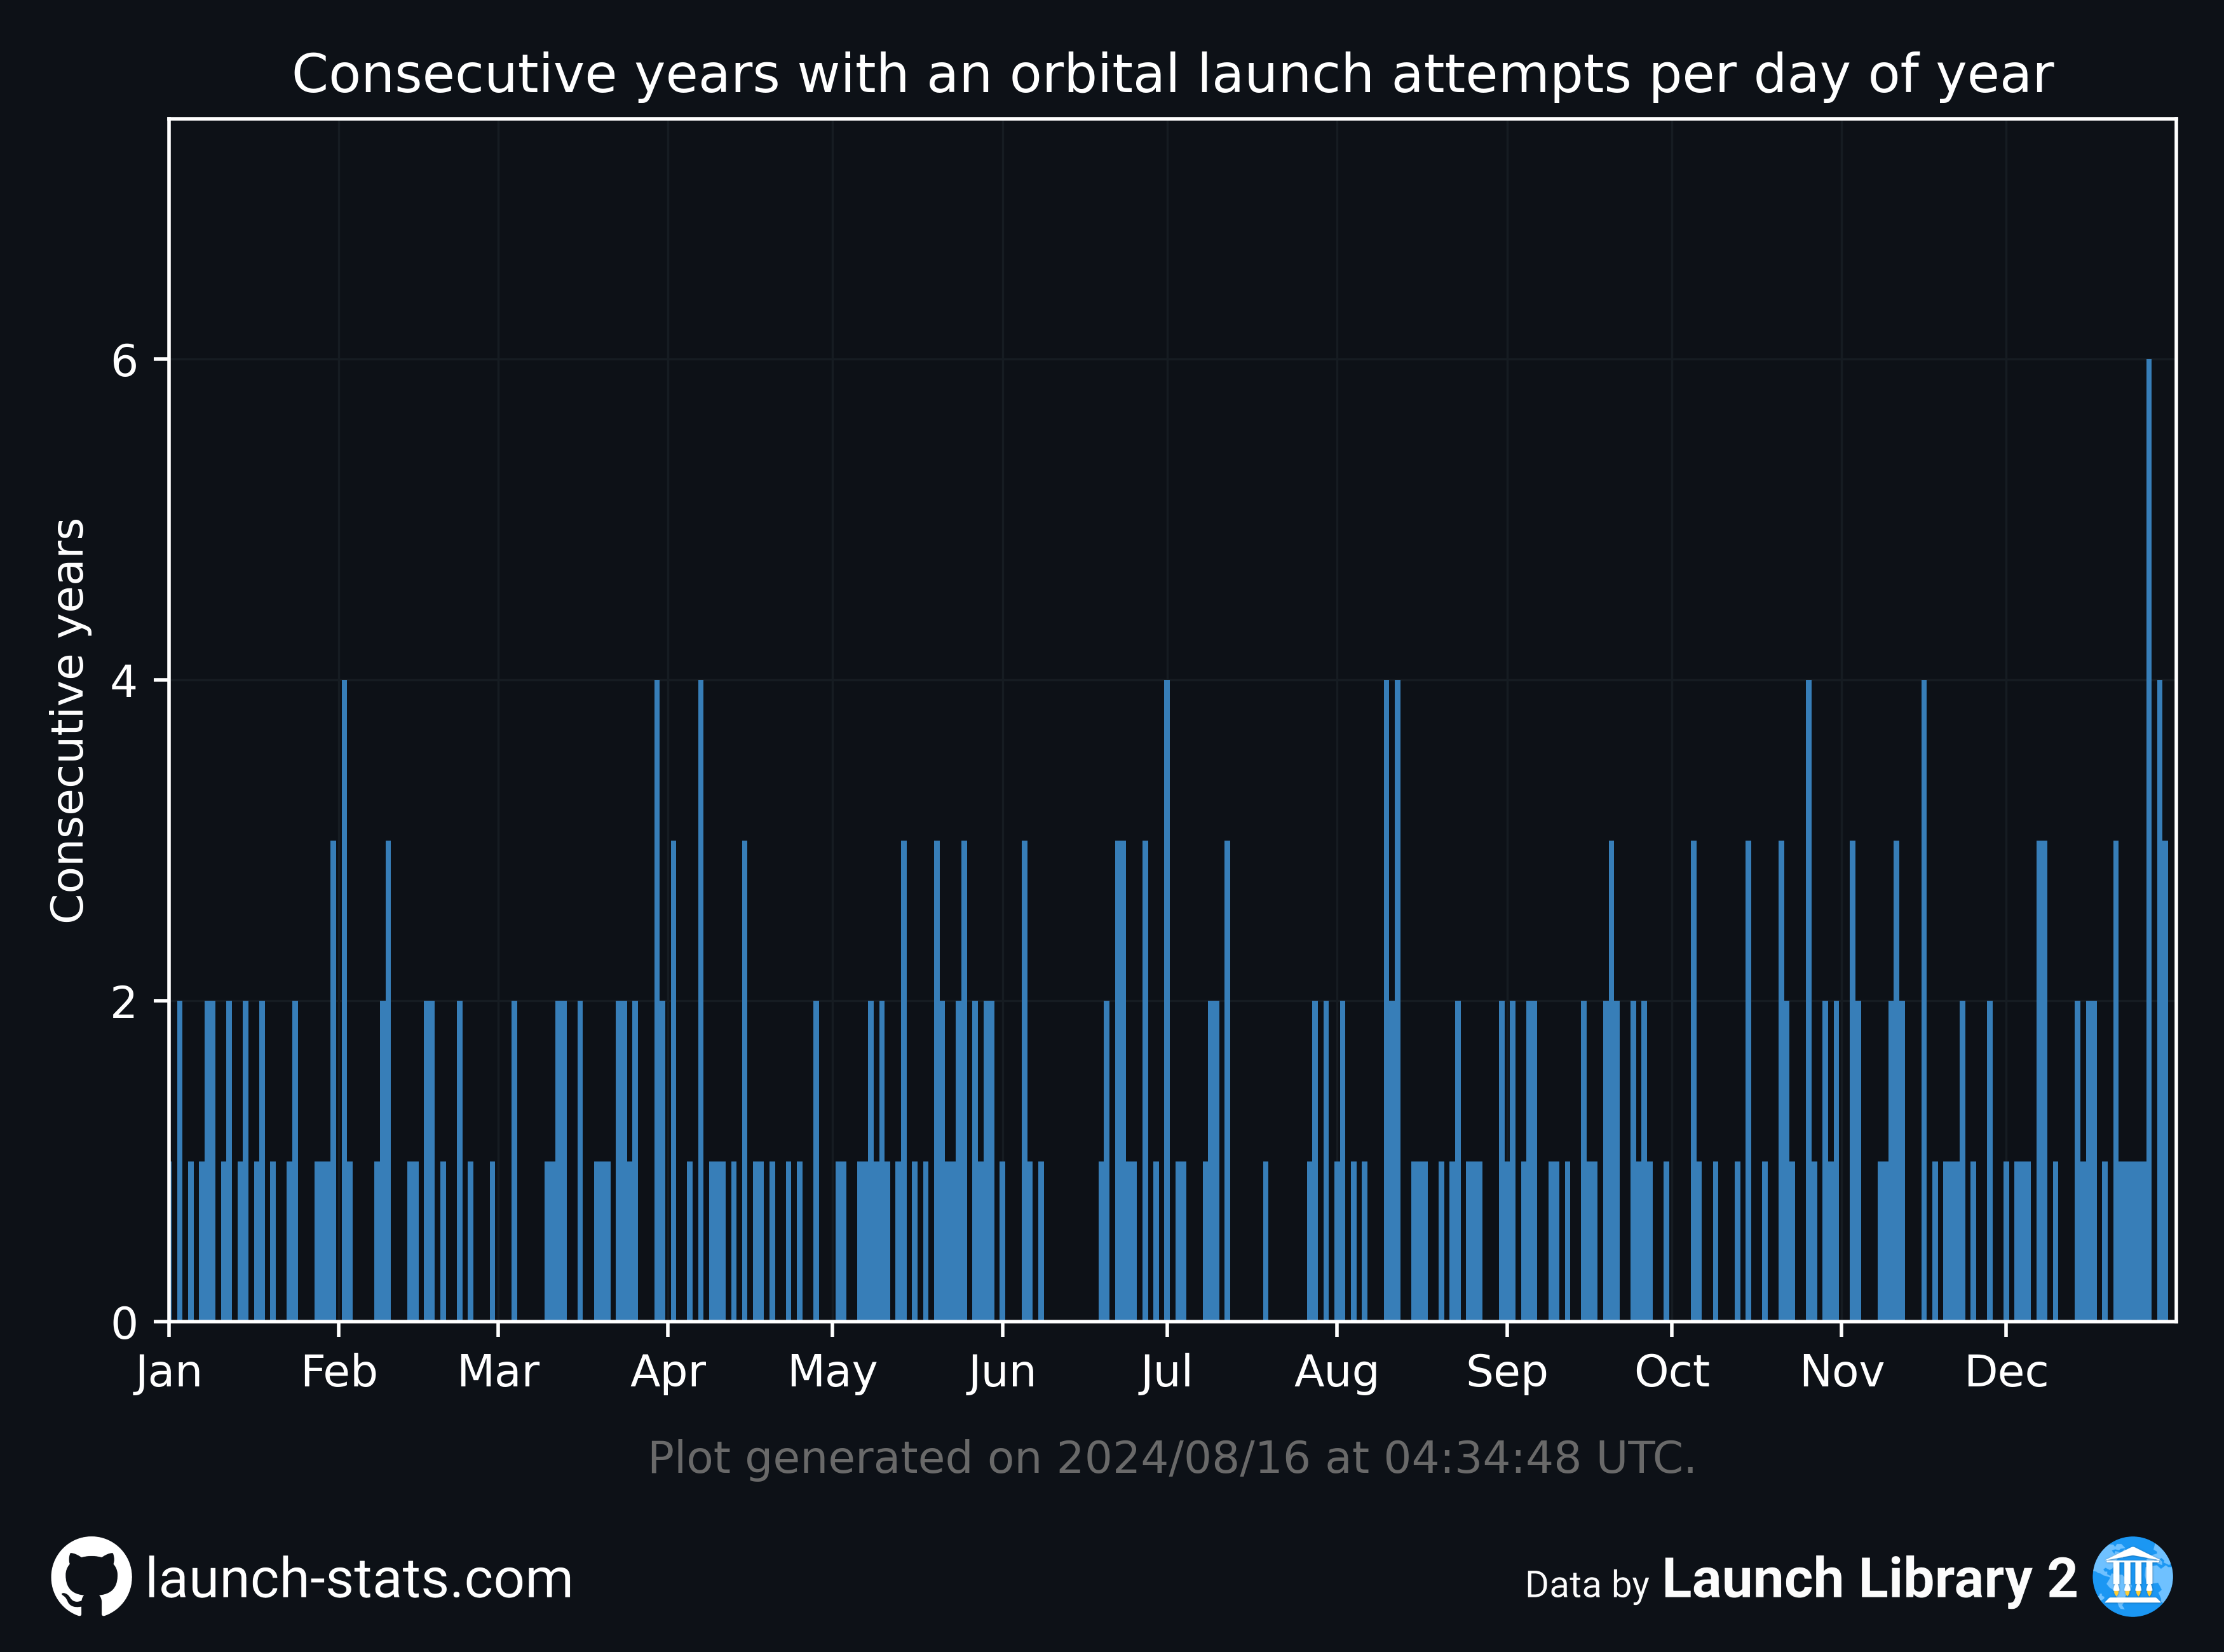 Consecutive years with an orbital launch attempts per day of year
Consecutive years
6
4
2
0
Jan Feb Mar Apr May Jun Jul Aug Sep Oct Nov Dec
Plot generated on 2024/08/16 at 04:34:48 UTC.
launch-stats.com
Data by Launch Library 2